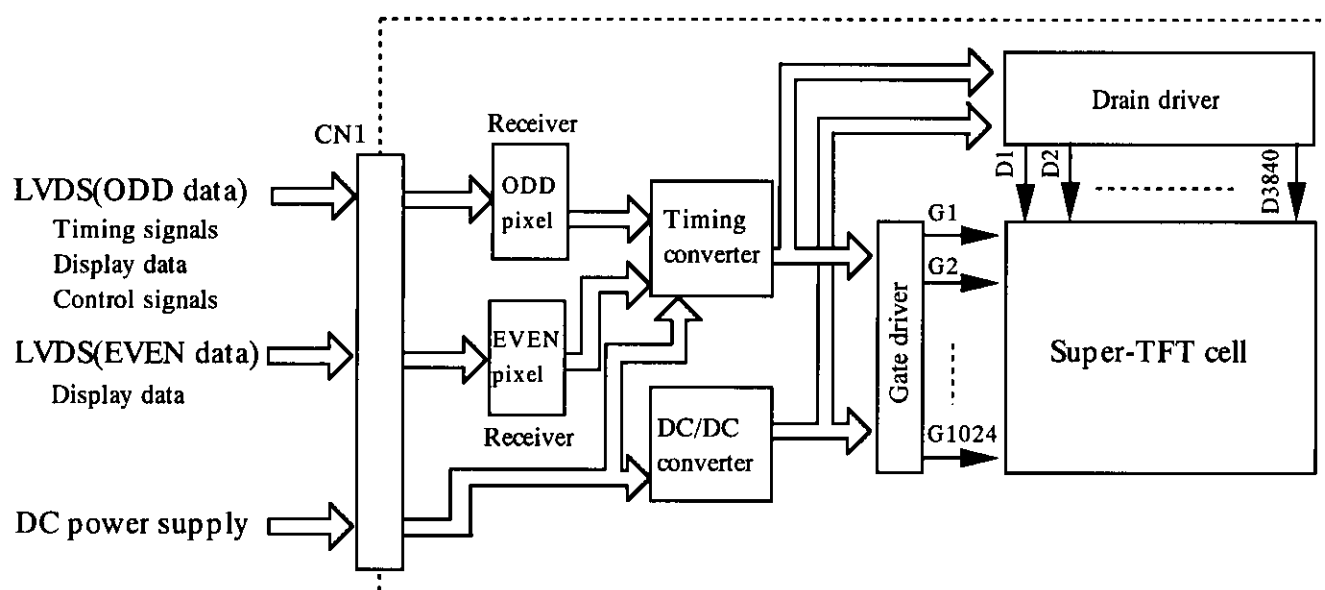 Drain driver
CN1
Receiver
D1
D2
D3840
LVDS(ODD data)
Timing signals
Display data
Control signals
ODD
pixel
Timing
converter
G1
G2
LVDS(EVEN data)
Display data
EVEN
pixel
Receiver
DC/DC
converter
Gate driver
G1024
Super-TFT cell
DC power supply